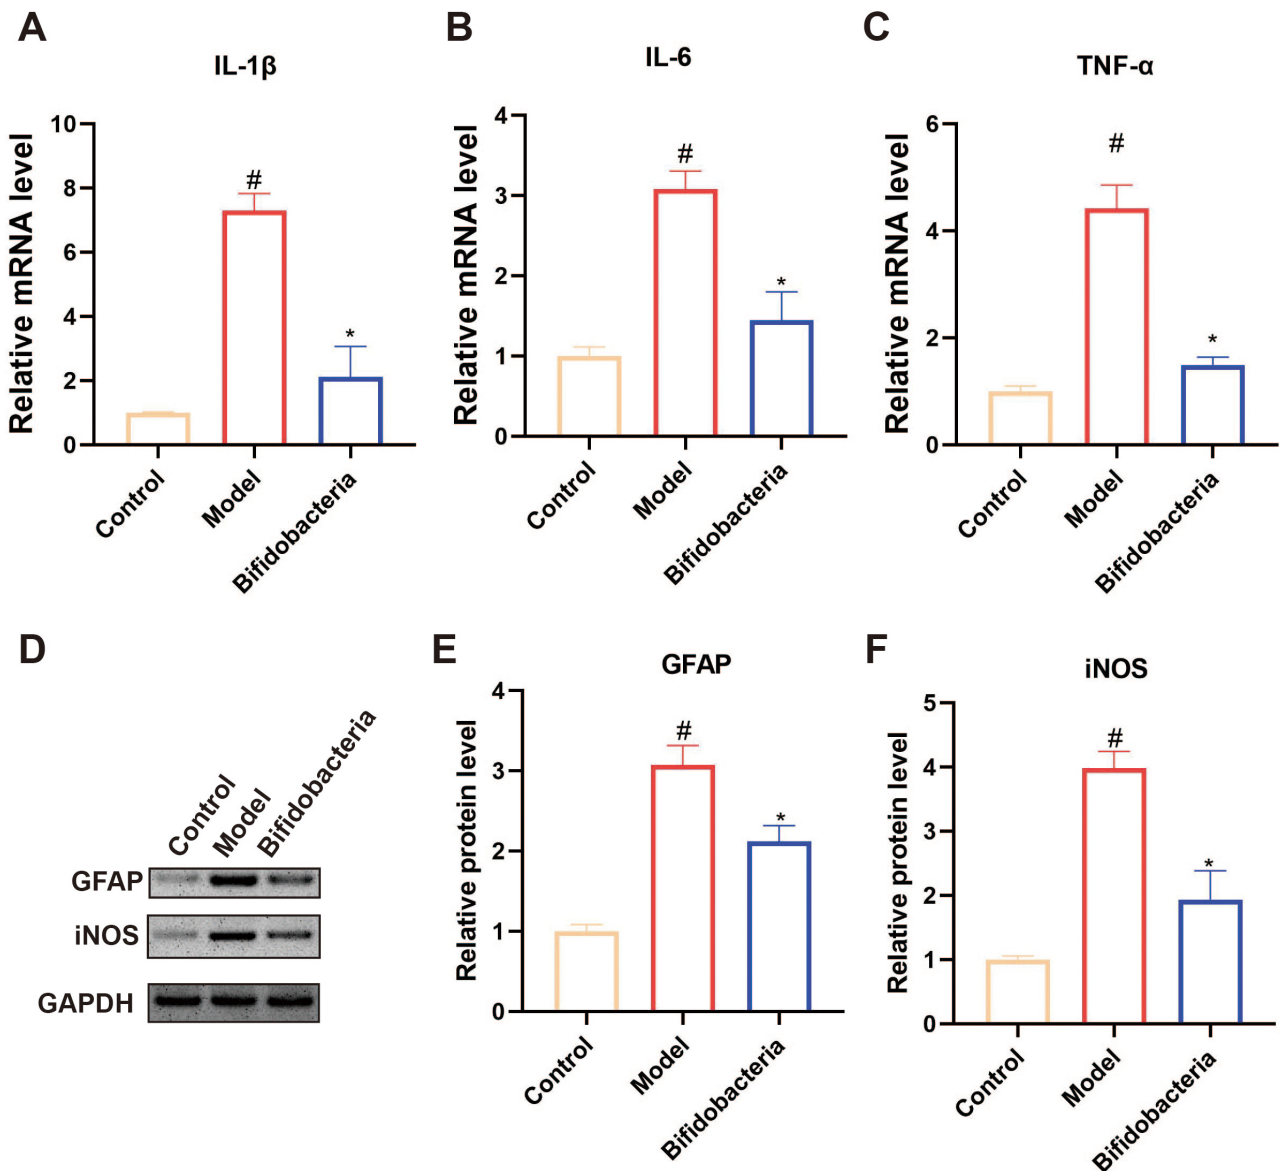 A
IL-1β
Relative mRNA level
10
8
6
4
2
0
#
*
Control
Model
Bifidobacteria
B
IL-6
Relative mRNA level
4
3
2
1
0
#
*
Control
Model
Bifidobacteria
C
TNF-α
Relative mRNA level
6
4
2
0
#
*
Control
Model
Bifidobacteria
D
Control
Model
Bifidobacteria
GFAP
iNOS
GAPDH
E
GFAP
Relative protein level
4
3
2
1
0
#
*
Control
Model
Bifidobacteria
F
iNOS
Relative protein level
5
4
3
2
1
0
#
*
Control
Model
Bifidobacteria